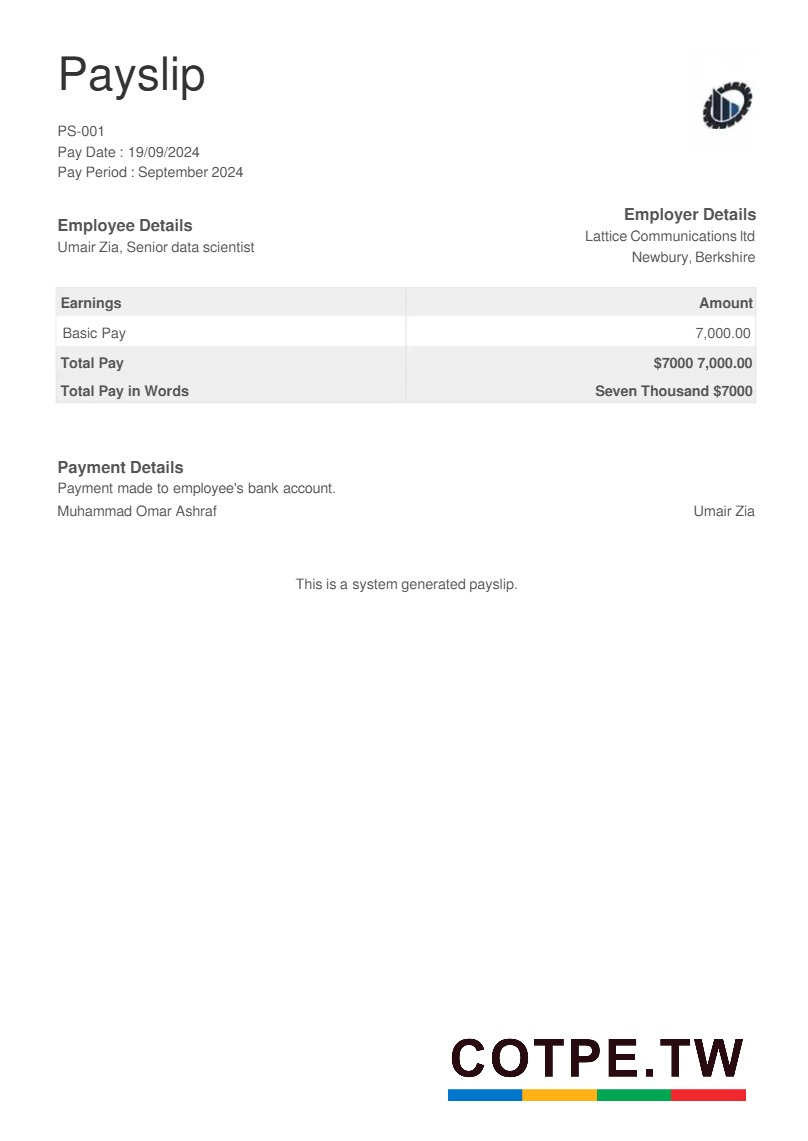 Payslip
PS-001
Pay Date : 19/09/2024
Pay Period : September 2024
Employee Details
Umair Zia, Senior data scientist
Employer Details
Lattice Communications ltd
Newbury, Berkshire
Earnings Amount
Basic Pay 7,000.00
Total Pay $7000 7,000.00
Total Pay in Words Seven Thousand $7000
Payment Details
Payment made to employee's bank account.
Muhammad Omar Ashraf Umair Zia
This is a system generated payslip.
COTPE.TW